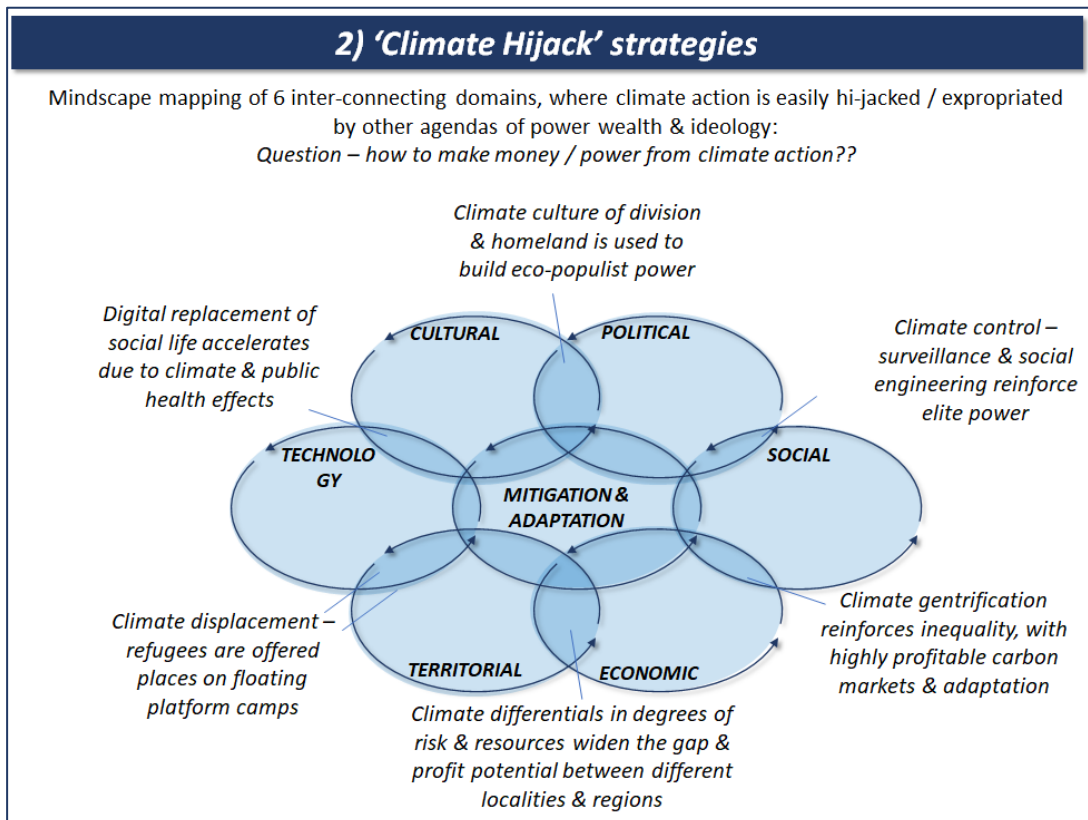 2) ‘Climate Hijack’ strategies
Mindscape mapping of 6 inter-connecting domains, where climate action is easily hi-jacked / expropriated
by other agendas of power wealth & ideology:
Question – how to make money / power from climate action??
Climate culture of division
& homeland is used to
build eco-populist power
Digital replacement of
social life accelerates
due to climate & public
health effects
CULTURAL
POLITICAL
Climate control –
surveillance & social
engineering reinforce
elite power
TECHNOLO
GY
MITIGATION &
ADAPTATION
SOCIAL
Climate displacement –
refugees are offered
places on floating
platform camps
TERRITORIAL
ECONOMIC
Climate gentrification
reinforces inequality, with
highly profitable carbon
markets & adaptation
Climate differentials in degrees of
risk & resources widen the gap &
profit potential between different
localities & regions